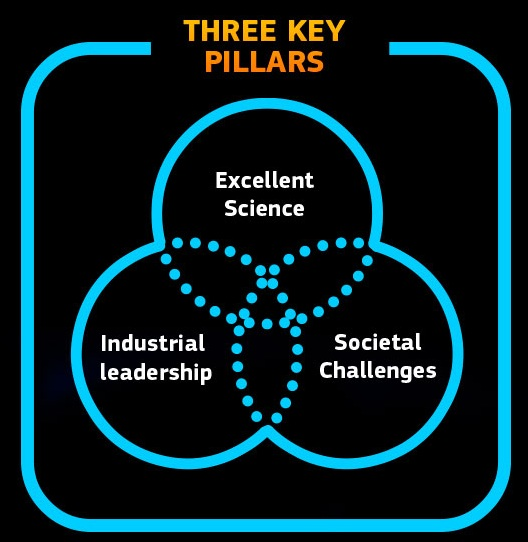 THREE KEY
PILLARS
Excellent
Science
Industrial
leadership
Societal
Challenges